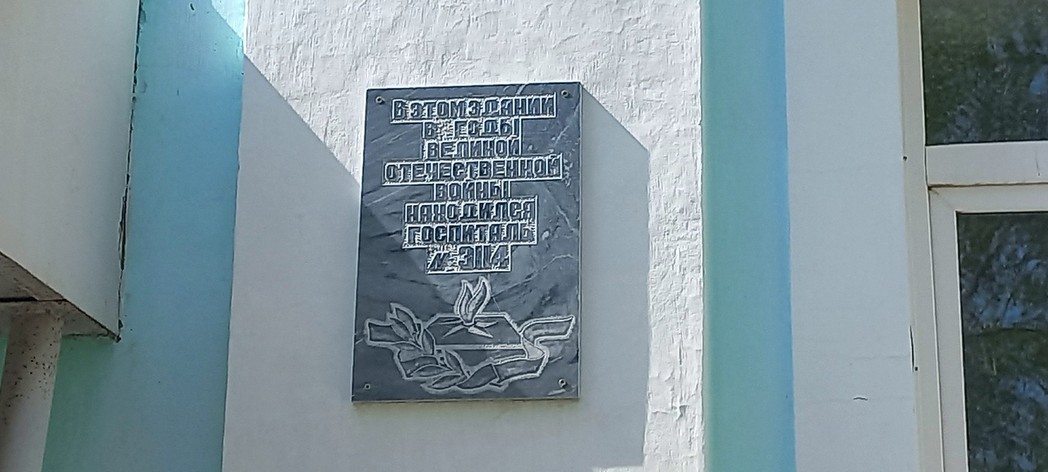 В ЭТОМ ЗДАНИИ
В ГОДЫ
ВЕЛИКОЙ
ОТЕЧЕСТВЕННОЙ
ВОЙНЫ
НАХОДИЛСЯ
ГОСПИТАЛЬ
№ 3114